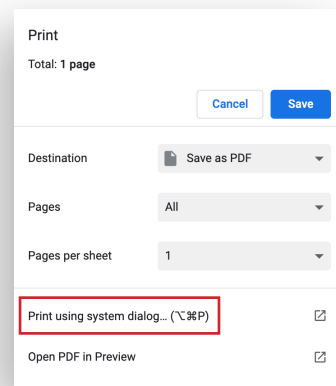 Print
Total: 1 page
Cancel Save
Destination Save as PDF
Pages All
Pages per sheet 1
Print using system dialog... (⌥⌘P)
Open PDF in Preview